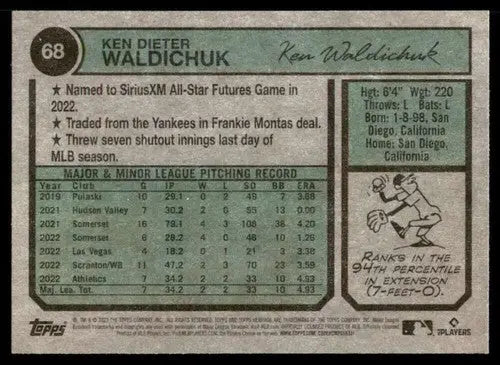 68
KEN DIETER
WALDICHUK
Ken Waldichuk
★ Named to SiriusXM All-Star Futures Game in
2022.
★ Traded from the Yankees in Frankie Montas deal.
★ Threw seven shutout innings last day of
MLB season.
Hgt: 6'4" Wgt: 220
Throws: L Bats: L
Born: 1-8-98, San
Diego, California
Home: San Diego,
California
MAJOR & MINOR LEAGUE PITCHING RECORD
Year Club G IP W L SO BB ERA
2019 Pulaski 10 29.1 0 2 49 7 3.68
2021 Hudson Valley 7 30.2 2 0 55 13 0.00
2021 Somerset 16 79.1 4 3 108 38 4.20
2022 Somerset 6 28.2 4 0 46 10 1.26
2022 Las Vegas 4 18.2 0 1 21 5 3.38
2022 Scranton/WB 11 47.2 2 3 70 23 3.59
2022 Athletics 7 34.2 2 2 33 10 4.93
Maj. Lea. Tot. 7 34.2 2 2 33 10 4.93
RANKS IN THE
94TH PERCENTILE
IN EXTENSION
(7-FEET-0).
Topps
PLAYERS